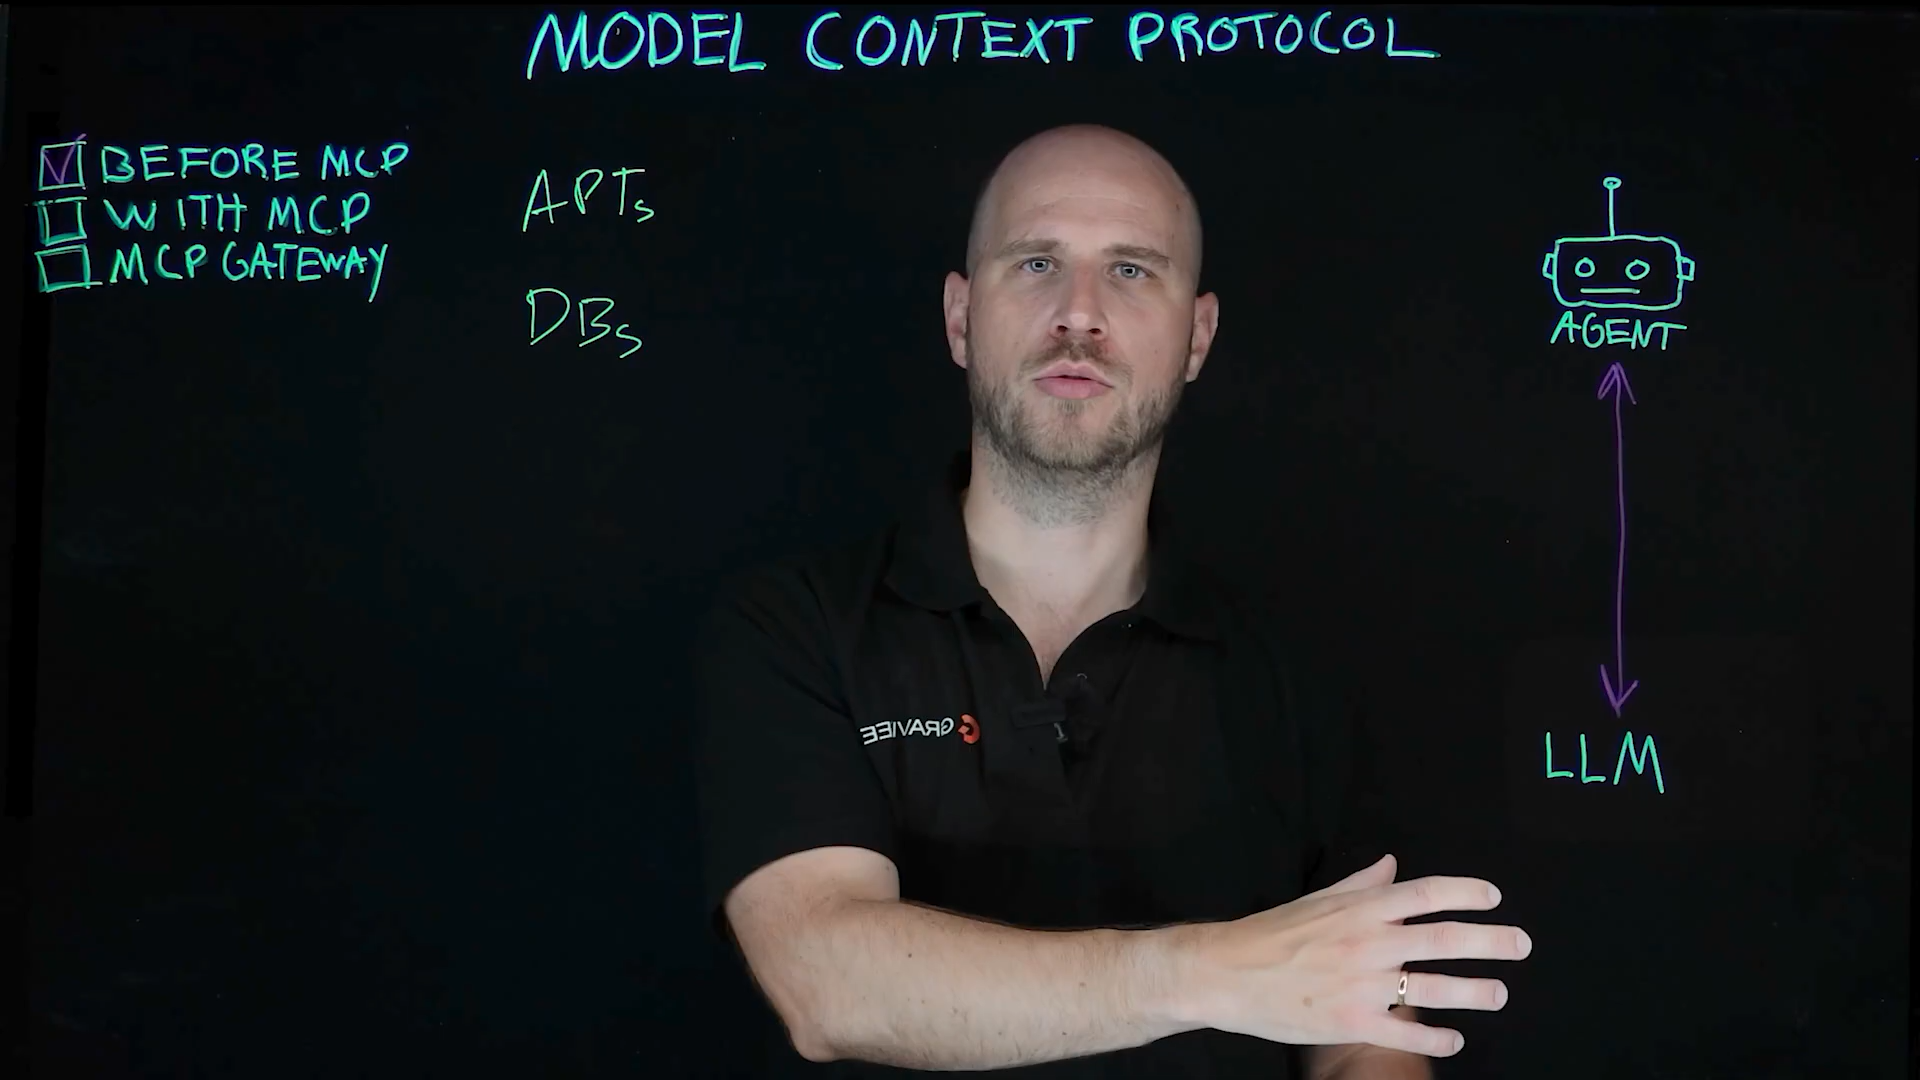 MODEL CONTEXT PROTOCOL
BEFORE MCP
WITH MCP
MCP GATEWAY
APIs
DBs
AGENT
LLM
GRAVITEE